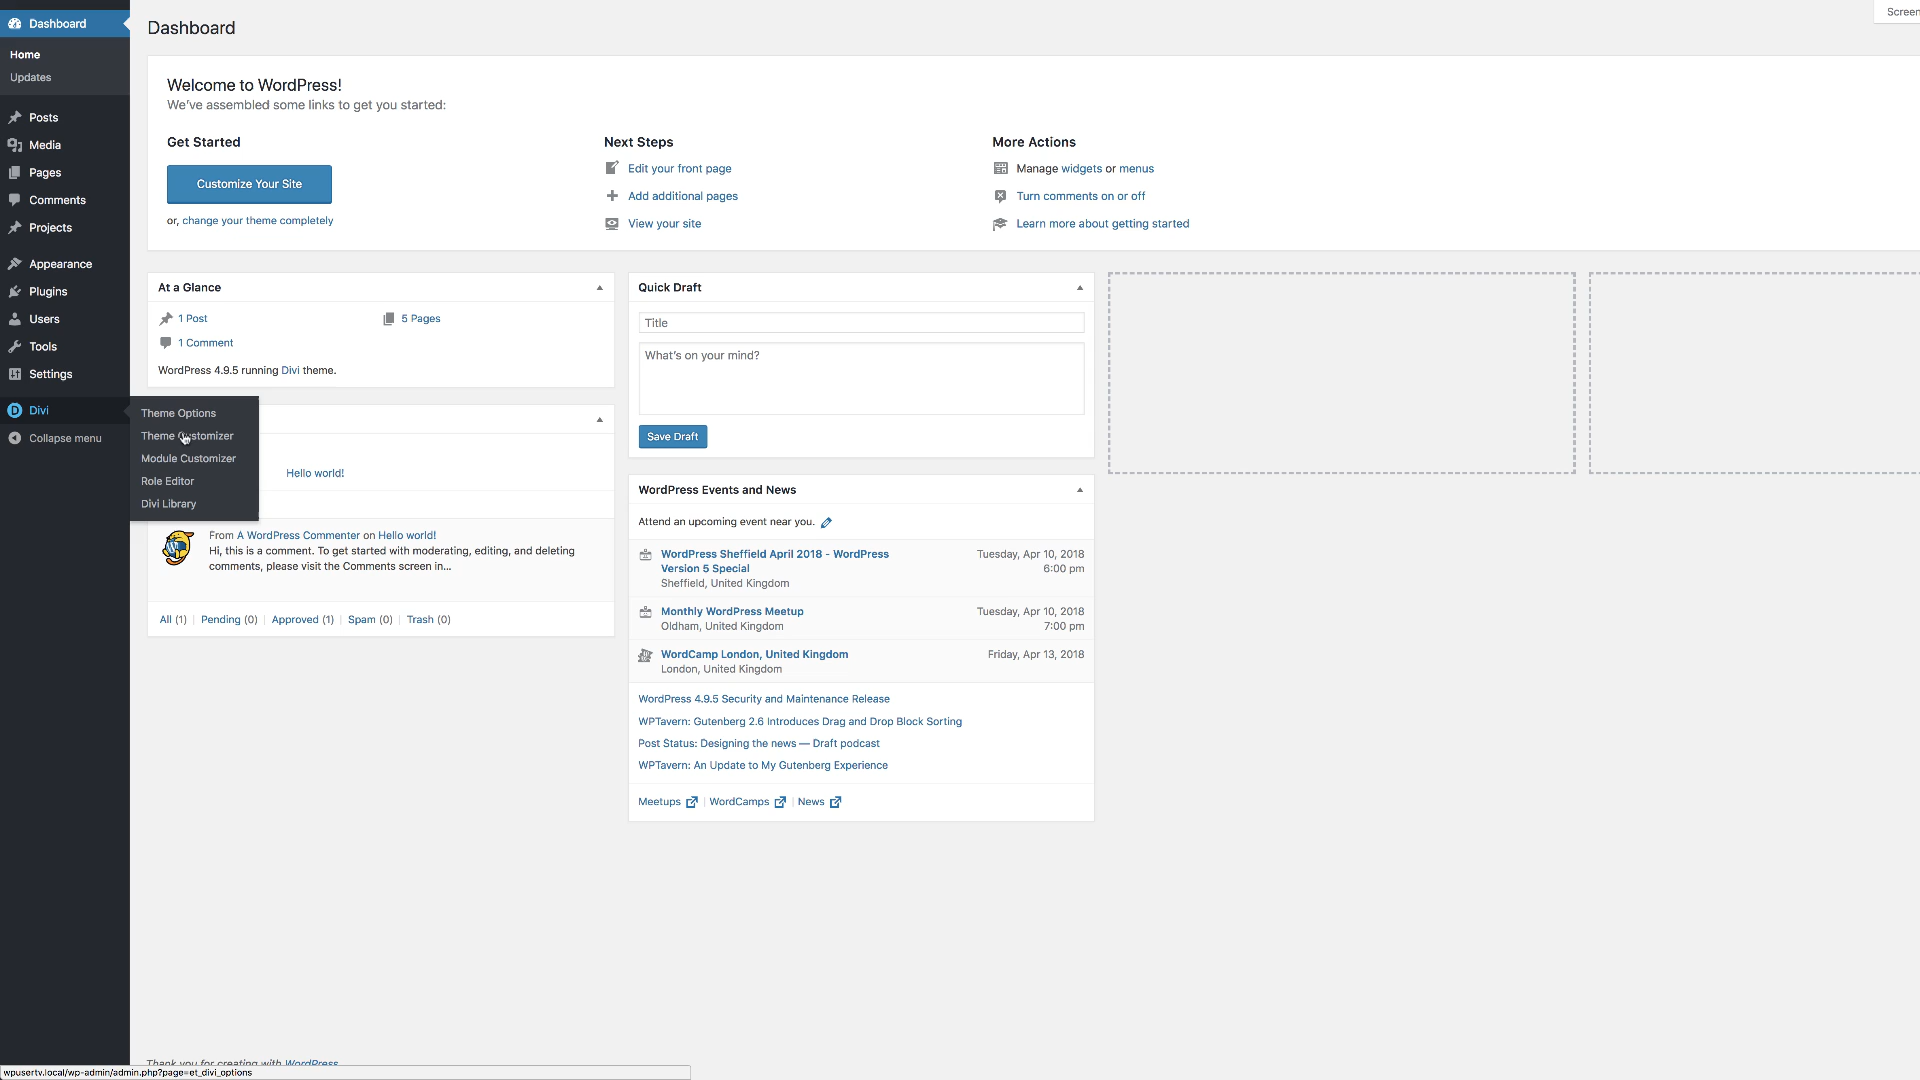 Dashboard
Home
Updates
Posts
Media
Pages
Comments
Projects
Appearance
Plugins
Users
Tools
Settings
Divi
Collapse menu
Theme Options
Theme Customizer
Module Customizer
Role Editor
Divi Library
Dashboard
Screen
Welcome to WordPress!
We've assembled some links to get you started:
Get Started
Customize Your Site
or, change your theme completely
Next Steps
Edit your front page
Add additional pages
View your site
More Actions
Manage widgets or menus
Turn comments on or off
Learn more about getting started
At a Glance
1 Post
5 Pages
1 Comment
WordPress 4.9.5 running Divi theme.
Hello world!
From A WordPress Commenter on Hello world!
Hi, this is a comment. To get started with moderating, editing, and deleting
comments, please visit the Comments screen in...
All (1) | Pending (0) | Approved (1) | Spam (0) | Trash (0)
Quick Draft
Title
What's on your mind?
Save Draft
WordPress Events and News
Attend an upcoming event near you.
WordPress Sheffield April 2018 - WordPress
Version 5 Special
Sheffield, United Kingdom
Tuesday, Apr 10, 2018
6:00 pm
Monthly WordPress Meetup
Oldham, United Kingdom
Tuesday, Apr 10, 2018
7:00 pm
WordCamp London, United Kingdom
London, United Kingdom
Friday, Apr 13, 2018
WordPress 4.9.5 Security and Maintenance Release
WPTavern: Gutenberg 2.6 Introduces Drag and Drop Block Sorting
Post Status: Designing the news — Draft podcast
WPTavern: An Update to My Gutenberg Experience
Meetups | WordCamps | News
Thank you for creating with WordPress
wpusertv.local/wp-admin/admin.php?page=et_divi_options